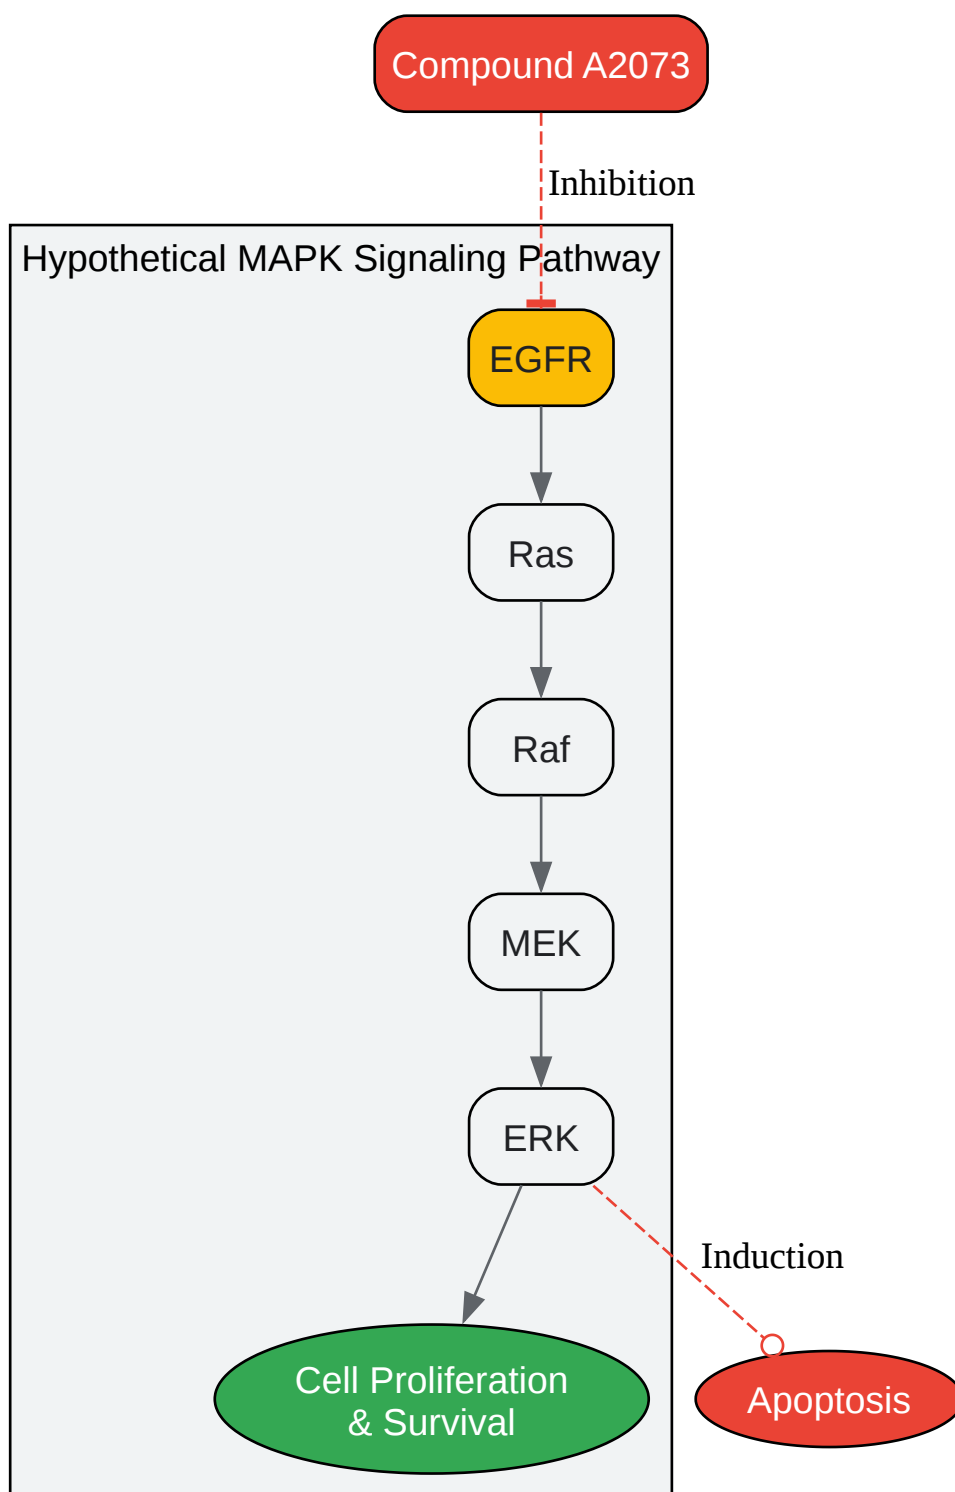 Compound A2073
Inhibition
Hypothetical MAPK Signaling Pathway
EGFR
Ras
Raf
MEK
ERK
Induction
Cell Proliferation
& Survival
Apoptosis